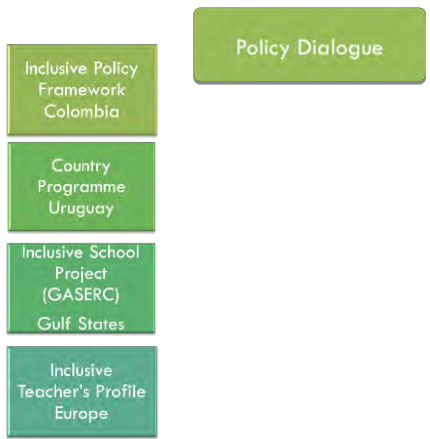 Policy Dialogue
Inclusive Policy
Framework
Colombia
Country
Programme
Uruguay
Inclusive School
Project
(GASERC)
Gulf States
Inclusive
Teacher's Profile
Europe